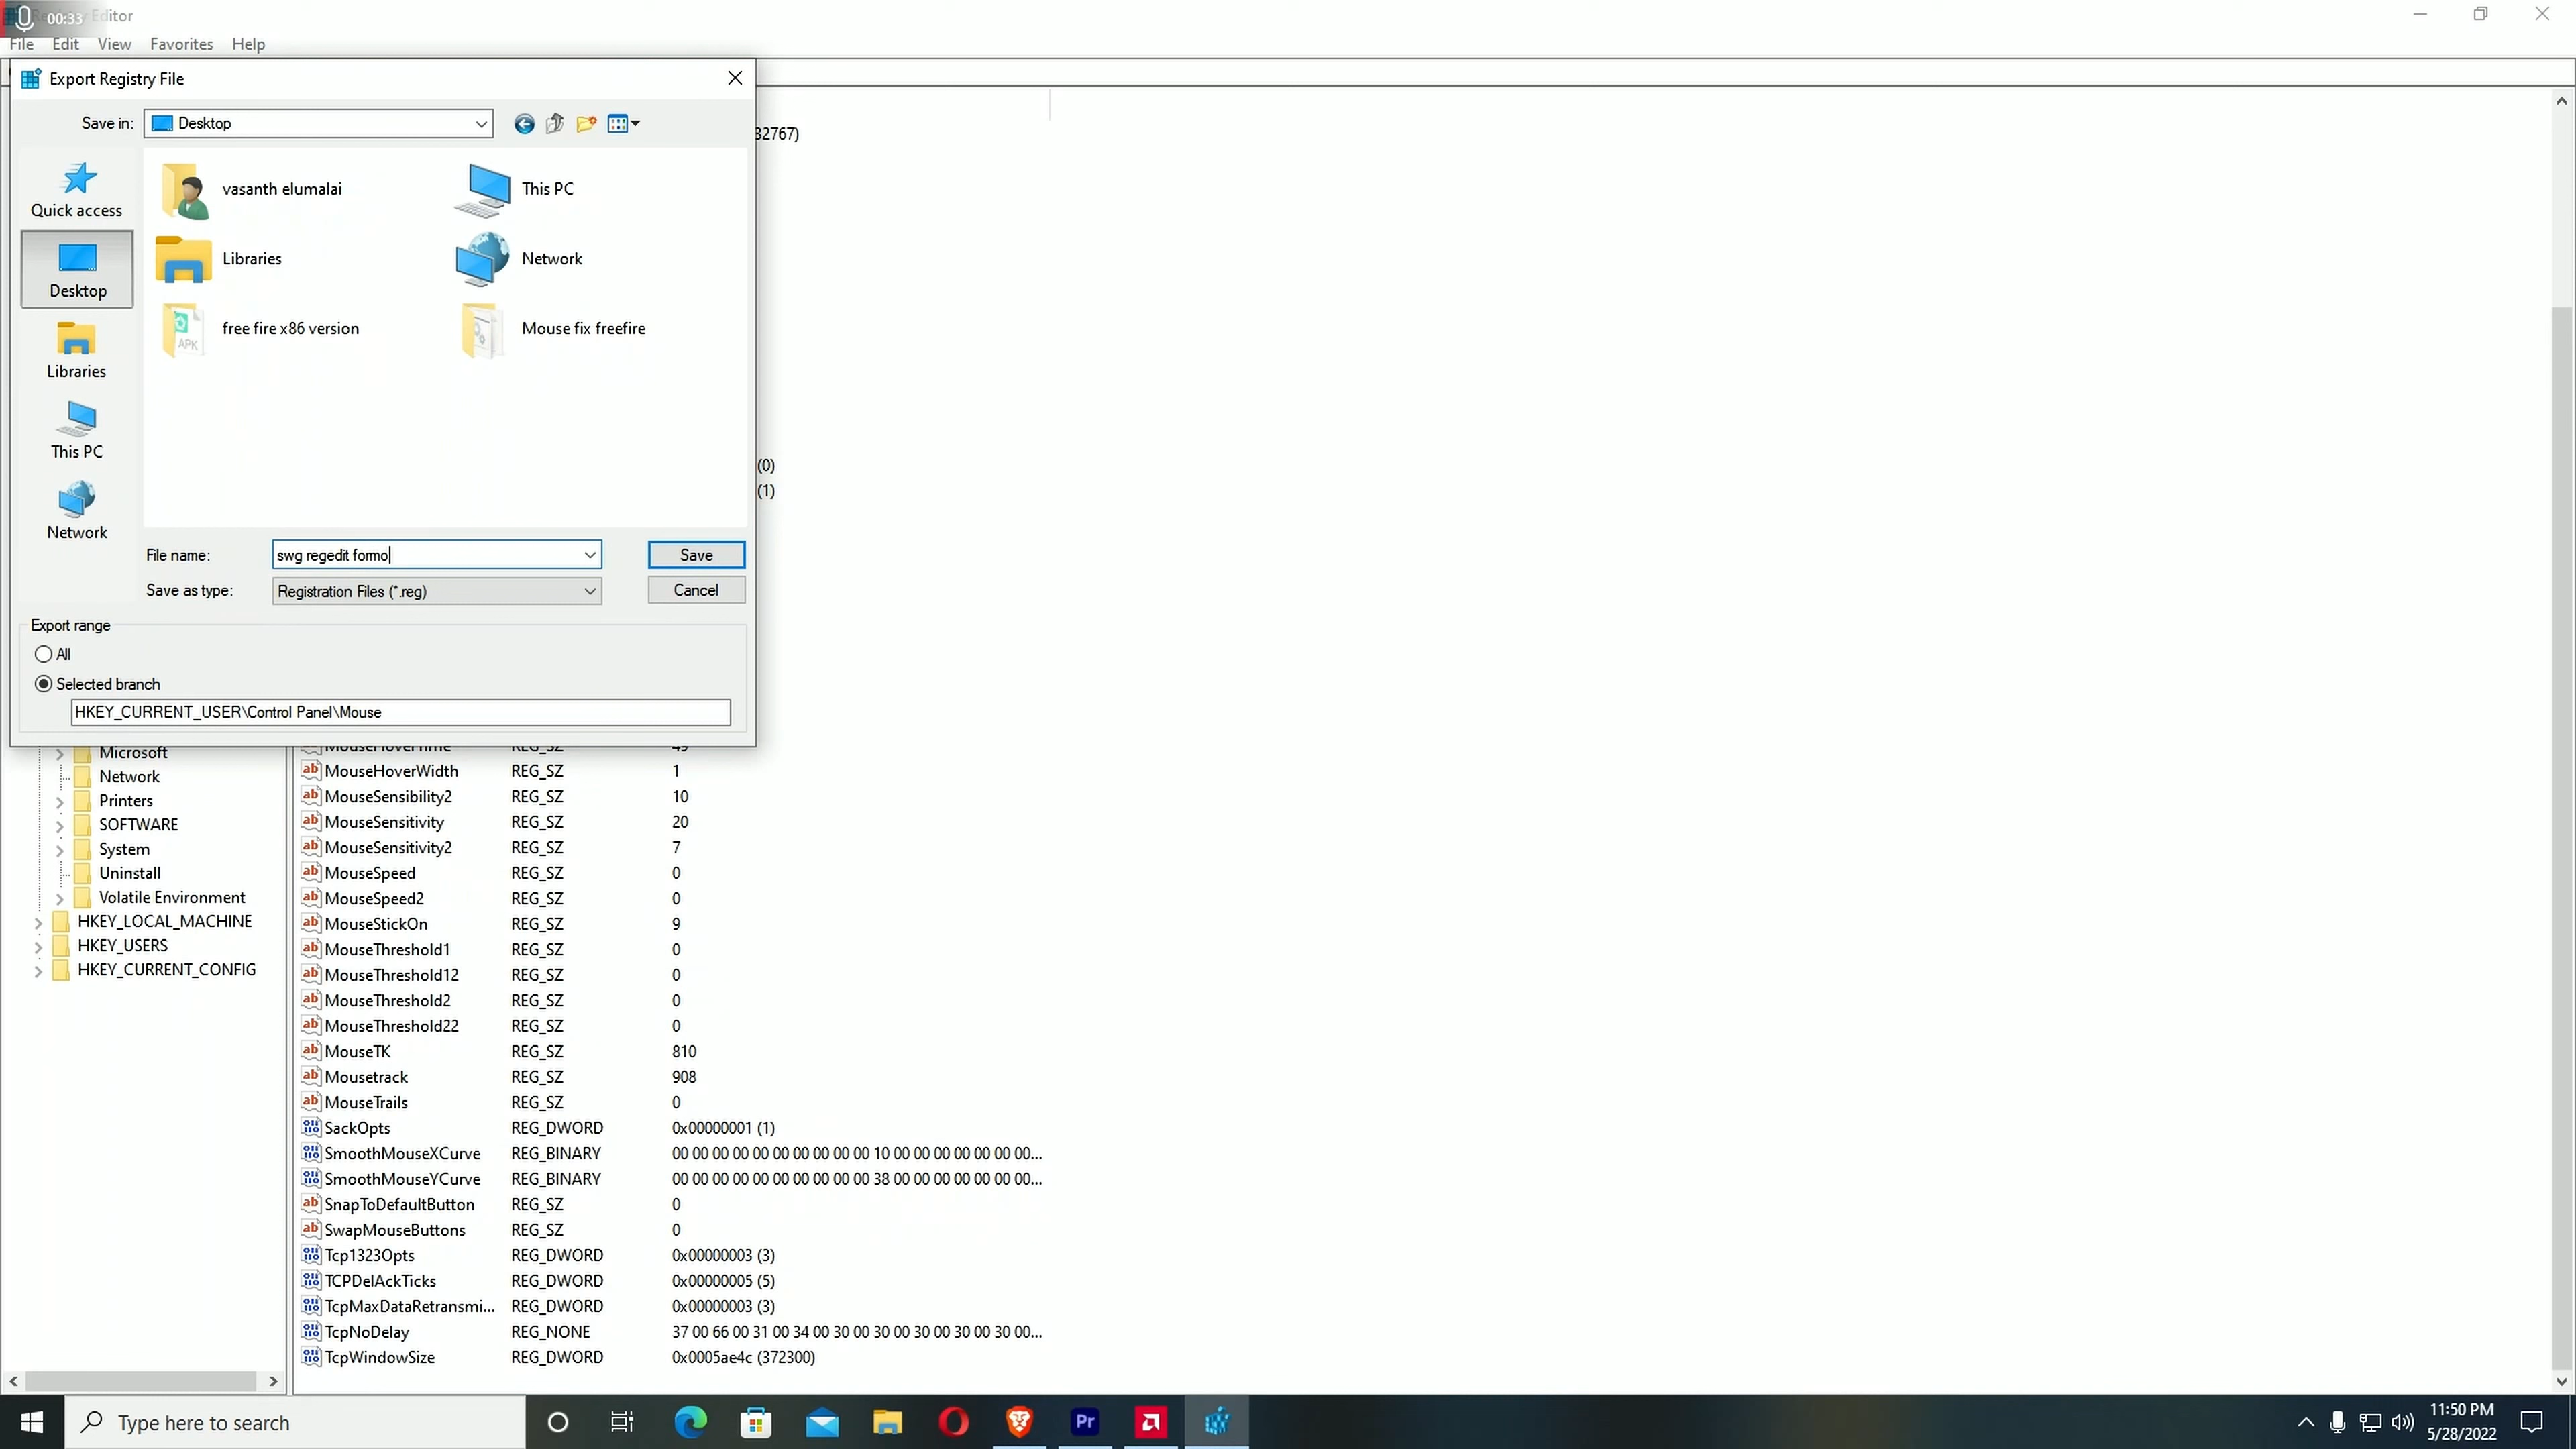 00:33
Editor
File Edit View Favorites Help
Export Registry File
Save in: Desktop
Quick access
Desktop
Libraries
This PC
Network
vasanth elumalai
This PC
Libraries
Network
free fire x86 version
APK
Mouse fix freefire
File name: swg regedit formo
Save
Save as type: Registration Files (*.reg)
Cancel
Export range
All
Selected branch
HKEY_CURRENT_USER\Control Panel\Mouse
32767)
(0)
(1)
Microsoft
Network
Printers
SOFTWARE
System
Uninstall
Volatile Environment
HKEY_LOCAL_MACHINE
HKEY_USERS
HKEY_CURRENT_CONFIG
MouseHoverTime REG_SZ 49
MouseHoverWidth REG_SZ 1
MouseSensibility2 REG_SZ 10
MouseSensitivity REG_SZ 20
MouseSensitivity2 REG_SZ 7
MouseSpeed REG_SZ 0
MouseSpeed2 REG_SZ 0
MouseStickOn REG_SZ 9
MouseThreshold1 REG_SZ 0
MouseThreshold12 REG_SZ 0
MouseThreshold2 REG_SZ 0
MouseThreshold22 REG_SZ 0
MouseTK REG_SZ 810
Mousetrack REG_SZ 908
MouseTrails REG_SZ 0
SackOpts REG_DWORD 0x00000001 (1)
SmoothMouseXCurve REG_BINARY 00 00 00 00 00 00 00 00 00 00 10 00 00 00 00 00 00 00...
SmoothMouseYCurve REG_BINARY 00 00 00 00 00 00 00 00 00 00 38 00 00 00 00 00 00 00...
SnapToDefaultButton REG_SZ 0
SwapMouseButtons REG_SZ 0
Tcp1323Opts REG_DWORD 0x00000003 (3)
TCPDelAckTicks REG_DWORD 0x00000005 (5)
TcpMaxDataRetransmi... REG_DWORD 0x00000003 (3)
TcpNoDelay REG_NONE 37 00 66 00 31 00 34 00 30 00 30 00 30 00 30 00 30 00...
TcpWindowSize REG_DWORD 0x0005ae4c (372300)
Type here to search
Pr
11:50 PM
5/28/2022